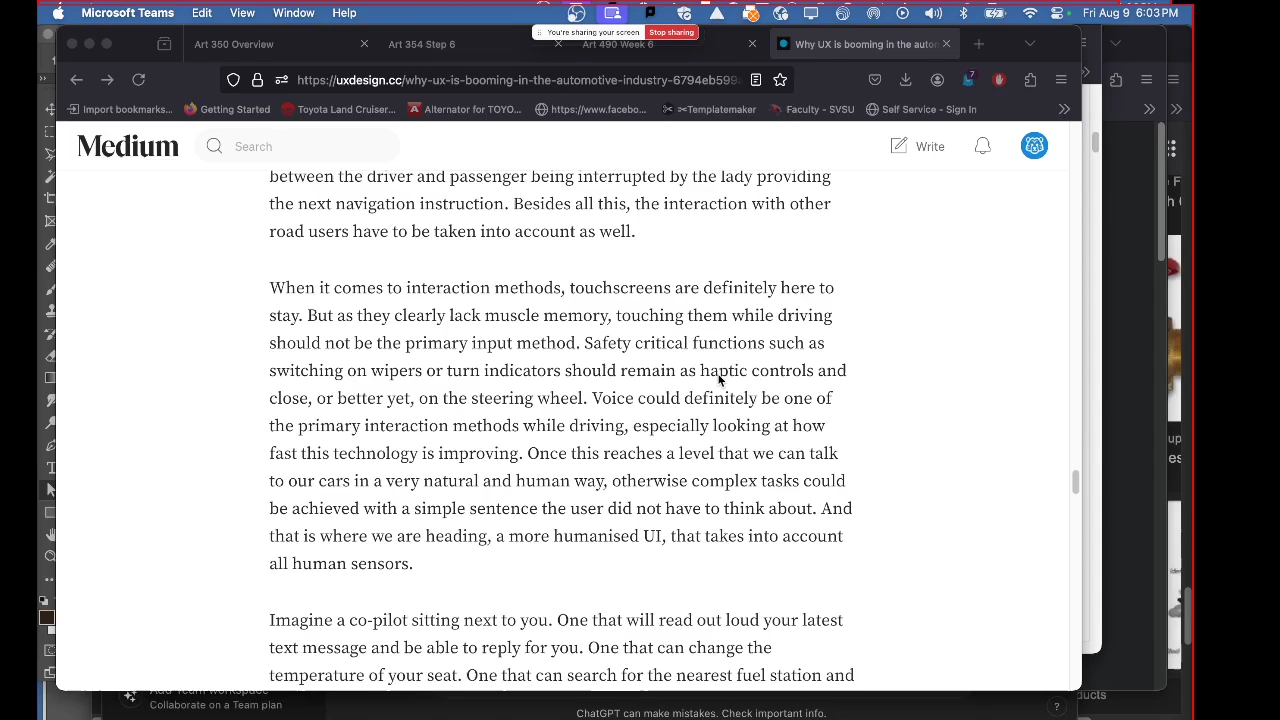 Microsoft Teams Edit View Window Help
Fri Aug 9 6:03 PM
You're sharing your screen Stop sharing
Art 350 Overview
Art 354 Step 6
Art 490 Week 6
Why UX is booming in the autom
https://uxdesign.cc/why-ux-is-booming-in-the-automotive-industry-6794eb599
7
Import bookmarks... Getting Started Toyota Land Cruiser... Alternator for TOYO... https://www.facebo... Templatemaker Faculty - SVSU Self Service - Sign In
Medium Search Write
between the driver and passenger being interrupted by the lady providing
the next navigation instruction. Besides all this, the interaction with other
road users have to be taken into account as well.
When it comes to interaction methods, touchscreens are definitely here to
stay. But as they clearly lack muscle memory, touching them while driving
should not be the primary input method. Safety critical functions such as
switching on wipers or turn indicators should remain as haptic controls and
close, or better yet, on the steering wheel. Voice could definitely be one of
the primary interaction methods while driving, especially looking at how
fast this technology is improving. Once this reaches a level that we can talk
to our cars in a very natural and human way, otherwise complex tasks could
be achieved with a simple sentence the user did not have to think about. And
that is where we are heading, a more humanised UI, that takes into account
all human sensors.
Imagine a co-pilot sitting next to you. One that will read out loud your latest
text message and be able to reply for you. One that can change the
temperature of your seat. One that can search for the nearest fuel station and
Add Team workspace
Collaborate on a Team plan
ChatGPT can make mistakes. Check important info.
?